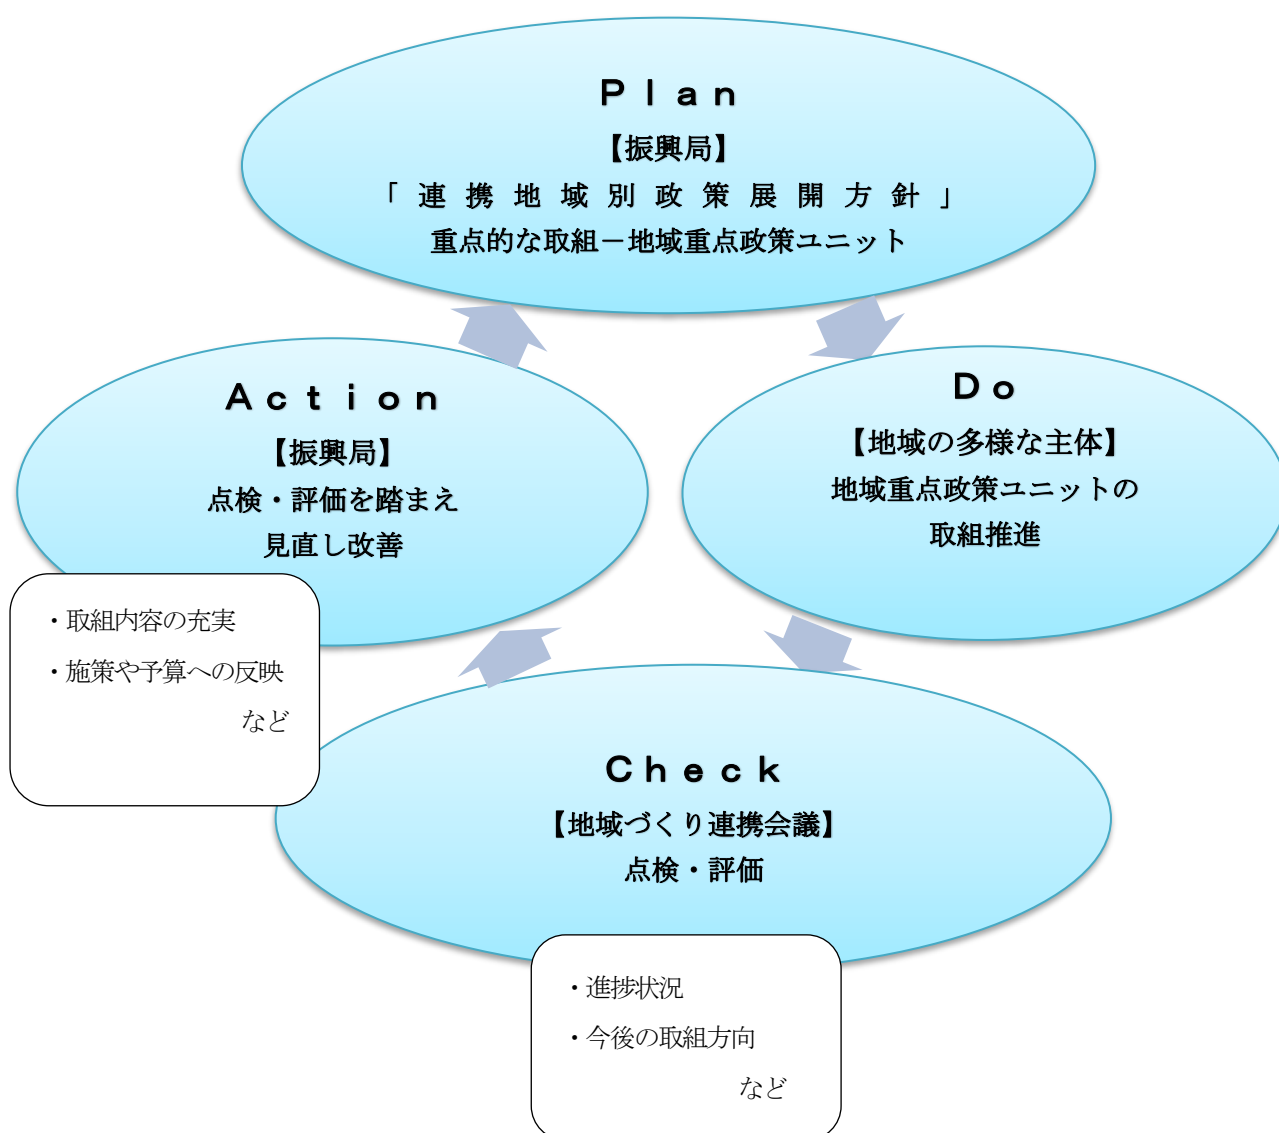 Ｐｌａｎ
【振興局】
「連携地域別政策展開方針」
重点的な取組－地域重点政策ユニット
Ａｃｔｉｏｎ
【振興局】
点検・評価を踏まえ
見直し改善
・取組内容の充実
・施策や予算への反映
など
Ｄｏ
【地域の多様な主体】
地域重点政策ユニットの
取組推進
Ｃｈｅｃｋ
【地域づくり連携会議】
点検・評価
・進捗状況
・今後の取組方向
など